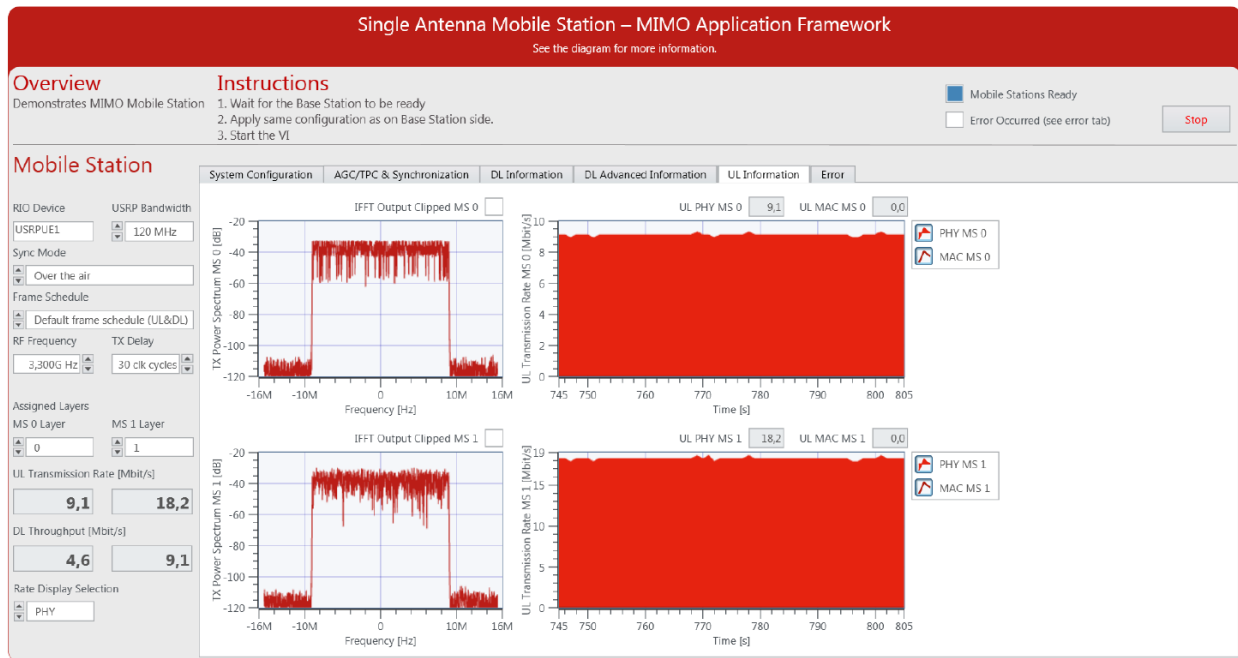 Single Antenna Mobile Station – MIMO Application Framework
See the diagram for more information.
Overview
Demonstrates MIMO Mobile Station
Instructions
1. Wait for the Base Station to be ready
2. Apply same configuration as on Base Station side.
3. Start the VI
Mobile Stations Ready
Error Occurred (see error tab)
Stop
Mobile Station
RIO Device USRP Bandwidth
USRPUE1 120 MHz
Sync Mode
Over the air
Frame Schedule
Default frame schedule (UL&DL)
RF Frequency TX Delay
3,300G Hz 30 clk cycles
Assigned Layers
MS 0 Layer MS 1 Layer
0 1
UL Transmission Rate [Mbit/s]
9,1 18,2
DL Throughput [Mbit/s]
4,6 9,1
Rate Display Selection
PHY
System Configuration AGC/TPC & Synchronization DL Information DL Advanced Information UL Information Error
IFFT Output Clipped MS 0
TX Power Spectrum MS 0 [dB]
-20
-40
-60
-80
-100
-120
-16M -10M 0 10M 16M
Frequency [Hz]
UL PHY MS 0 9,1 UL MAC MS 0 0,0
UL Transmission Rate MS 0 [Mbit/s]
10
8
6
4
2
0
745 750 760 770 780 790 800 805
Time [s]
PHY MS 0
MAC MS 0
IFFT Output Clipped MS 1
TX Power Spectrum MS 1 [dB]
-20
-40
-60
-80
-100
-120
-16M -10M 0 10M 16M
Frequency [Hz]
UL PHY MS 1 18,2 UL MAC MS 1 0,0
UL Transmission Rate MS 1 [Mbit/s]
19
15
10
5
0
745 750 760 770 780 790 800 805
Time [s]
PHY MS 1
MAC MS 1